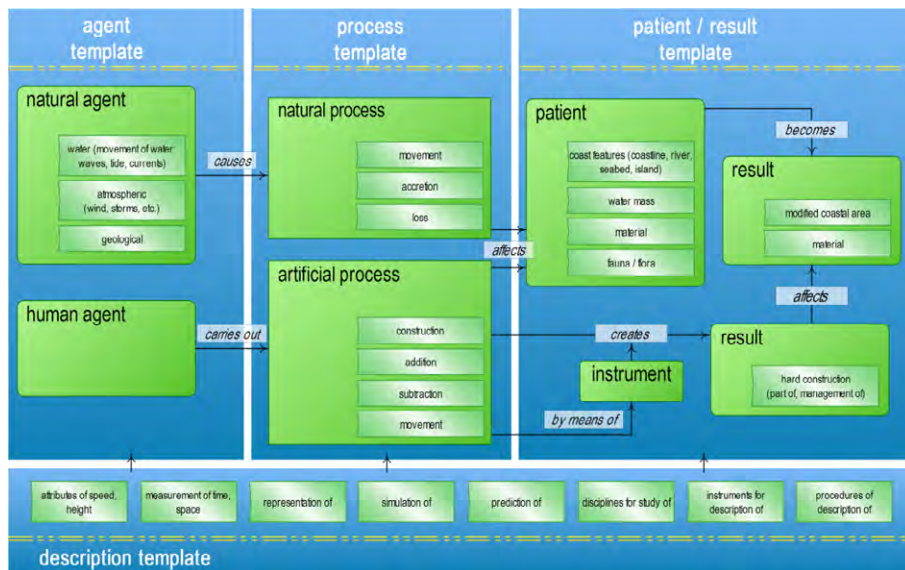 agent
template
natural agent
water (movement of water:
waves, tide, currents)
atmospheric
(wind, storms, etc.)
geological
human agent
causes
carries out
process
template
natural process
movement
accretion
loss
artificial process
construction
addition
subtraction
movement
affects
patient / result
template
patient
coast features (coastine, river,
seabed, island)
water mass
material
fauna / flora
becomes
result
modified coastal area
material
affects
creates
instrument
by means of
result
hard construction
(part of, management of)
attributes of speed,
height
measurement of time,
space
representation of
simulation of
prediction of
disciplines for study of
instruments for
description of
procedures of
description of
description template